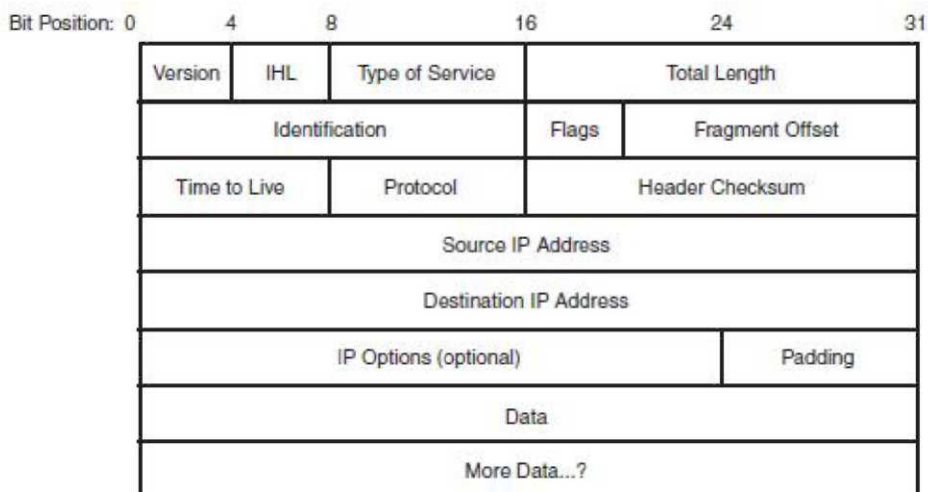 Bit Position: 0 4 8 16 24 31
Version IHL Type of Service Total Length
Identification Flags Fragment Offset
Time to Live Protocol Header Checksum
Source IP Address
Destination IP Address
IP Options (optional) Padding
Data
More Data...?